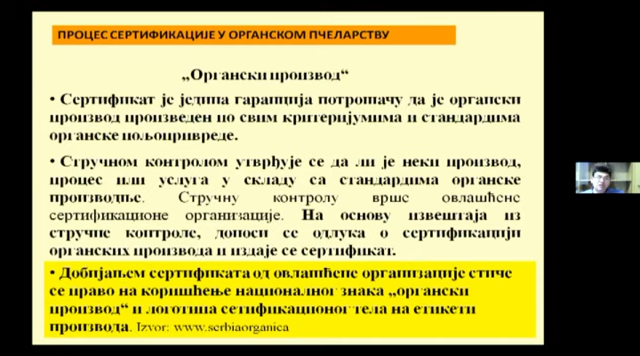 ПРОЦЕС СЕРТИФИКАЦИЈЕ У ОРГАНСКОМ ПЧЕЛАРСТВУ
„Органски производ“
• Сертификат је једина гаранција потрошачу да је органски
производ произведен по свим критеријумима и стандардима
органске пољопривреде.
• Стручном контролом утврђује се да ли је неки производ,
процес или услуга у складу са стандардима органске
производње. Стручну контролу врше овлашћене
сертификационе организације. На основу извештаја из
стручне контроле, доноси се одлука о сертификацији
органских производа и издаје се сертификат.
• Добијањем сертификата од овлашћене организације стиче
се право на коришћење националног знака „органски
производ“ и логотипа сетификационог тела на етикети
производа. Izvor: www.serbiaorganica